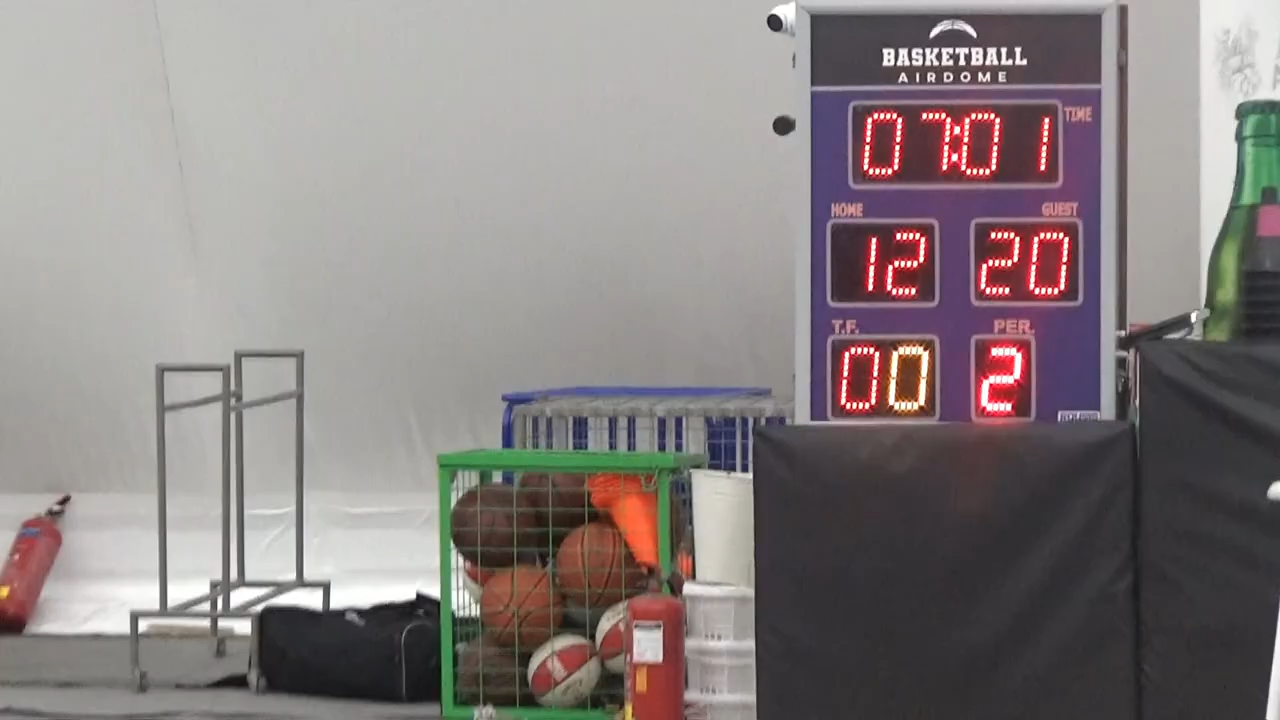 BASKETBALL
AIRDOME
TIME
07:01
HOME GUEST
12 20
T.F. PER.
00 2